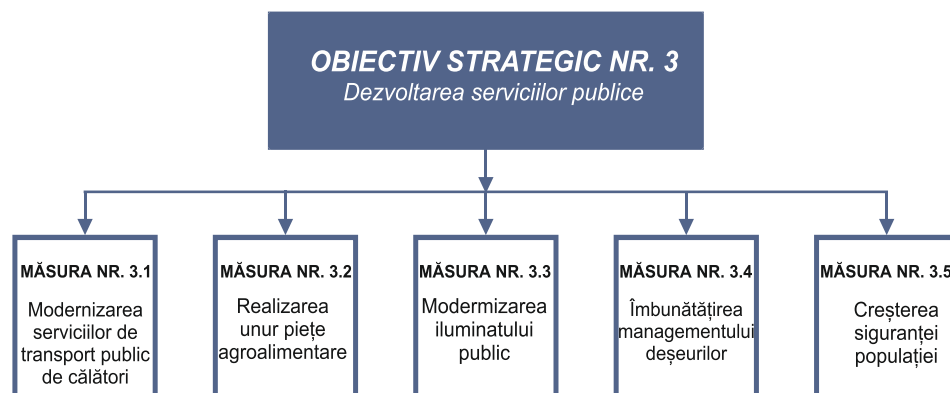 OBIECTIV STRATEGIC NR. 3
Dezvoltarea serviciilor publice
MĂSURA NR. 3.1
Modernizarea
serviciilor de
transport public
de călători
MĂSURA NR. 3.2
Realizarea
unur piețe
agroalimentare
MĂSURA NR. 3.3
Modermizarea
iluminatului
public
MĂSURA NR. 3.4
Îmbunătățirea
managementului
deșeurilor
MĂSURA NR. 3.5
Creșterea
siguranței
populației